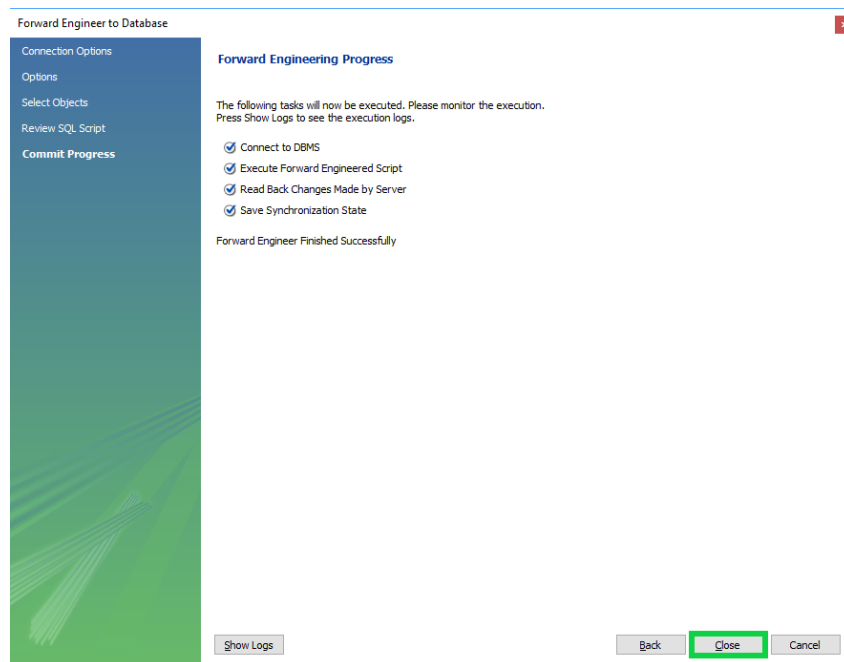 Forward Engineer to Database
Connection Options
Options
Select Objects
Review SQL Script
Commit Progress
Forward Engineering Progress
The following tasks will now be executed. Please monitor the execution.
Press Show Logs to see the execution logs.
Connect to DBMS
Execute Forward Engineered Script
Read Back Changes Made by Server
Save Synchronization State
Forward Engineer Finished Successfully
Show Logs
Back
Close
Cancel